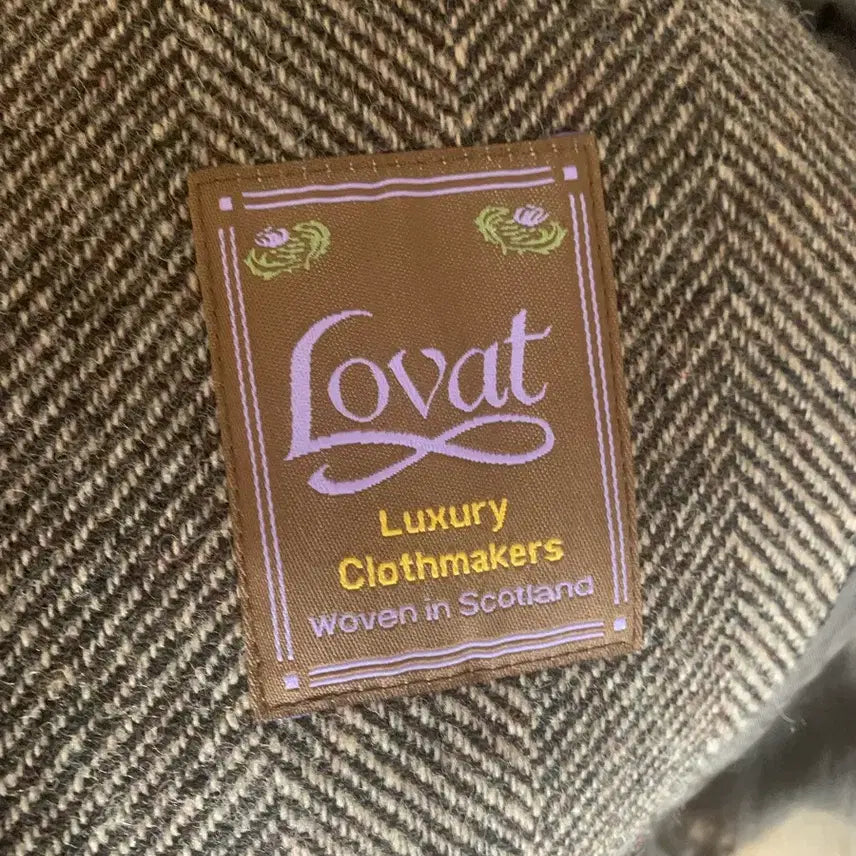 Lovat
Luxury
Clothmakers
Woven in Scotland